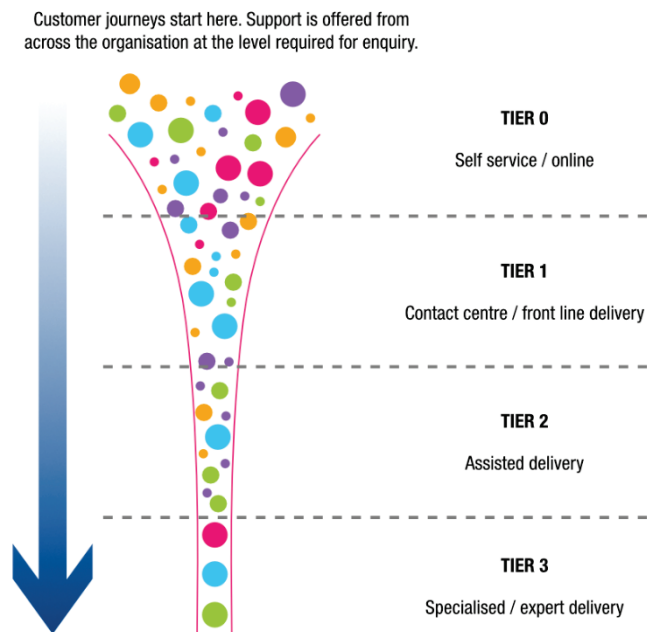 Customer journeys start here. Support is offered from
across the organisation at the level required for enquiry.
TIER 0
Self service / online
TIER 1
Contact centre / front line delivery
TIER 2
Assisted delivery
TIER 3
Specialised / expert delivery